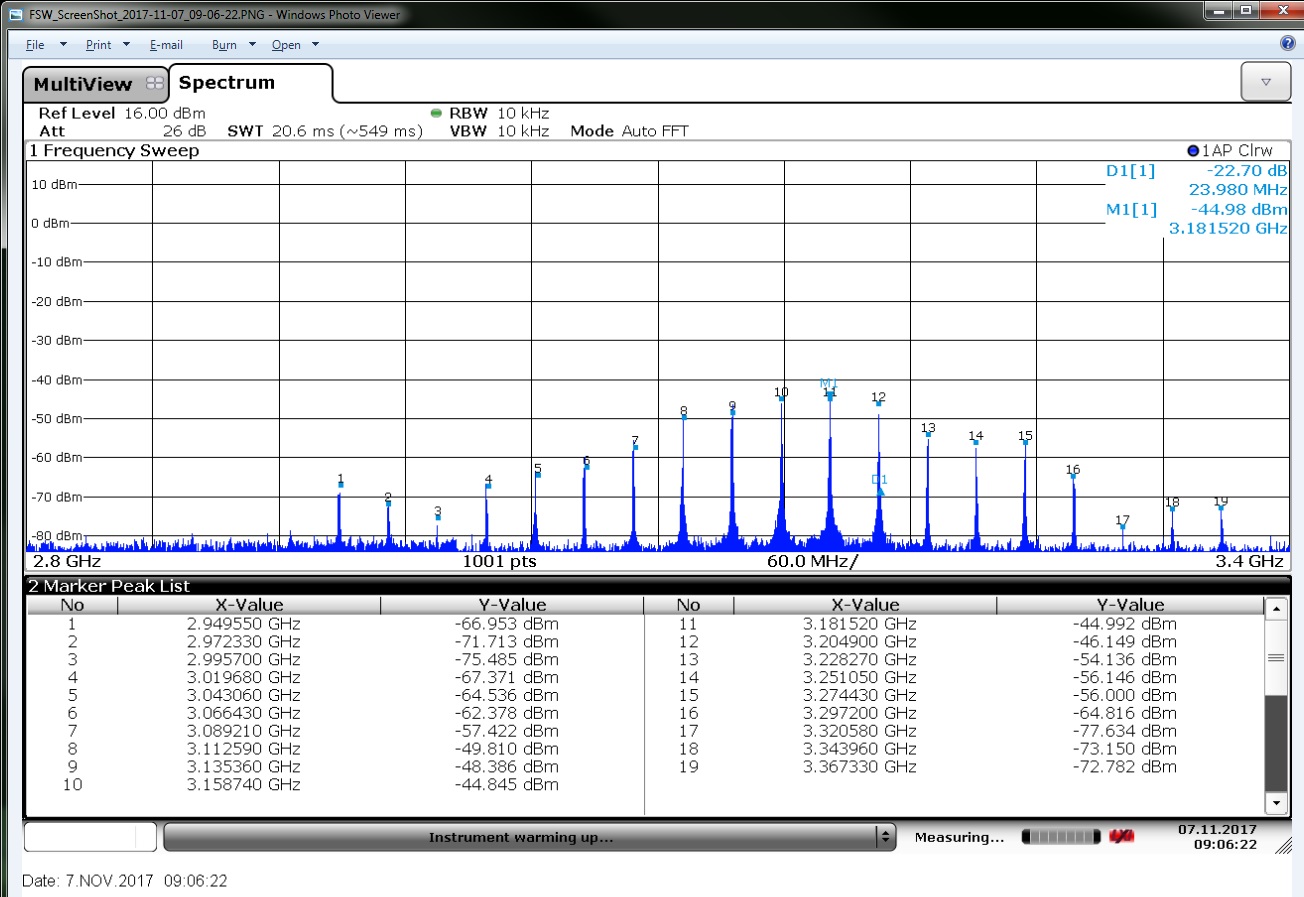 FSW_ScreenShot_2017-11-07_09-06-22.PNG - Windows Photo Viewer
File Print E-mail Burn Open
MultiView Spectrum
Ref Level 16.00 dBm RBW 10 kHz
Att 26 dB SWT 20.6 ms (~549 ms) VBW 10 kHz Mode Auto FFT
1 Frequency Sweep 1AP Clrw
D1[1] -22.70 dB
23.980 MHz
M1[1] -44.98 dBm
3.181520 GHz
10 dBm
0 dBm
-10 dBm
-20 dBm
-30 dBm
-40 dBm
-50 dBm
-60 dBm
-70 dBm
-80 dBm
M1
D1
1 2 3 4 5 6 7 8 9 10 11 12 13 14 15 16 17 18 19
2.8 GHz 1001 pts 60.0 MHz/ 3.4 GHz
2 Marker Peak List
No X-Value Y-Value No X-Value Y-Value
1 2.949550 GHz -66.953 dBm 11 3.181520 GHz -44.992 dBm
2 2.972330 GHz -71.713 dBm 12 3.204900 GHz -46.149 dBm
3 2.995700 GHz -75.485 dBm 13 3.228270 GHz -54.136 dBm
4 3.019680 GHz -67.371 dBm 14 3.251050 GHz -56.146 dBm
5 3.043060 GHz -64.536 dBm 15 3.274430 GHz -56.000 dBm
6 3.066430 GHz -62.378 dBm 16 3.297200 GHz -64.816 dBm
7 3.089210 GHz -57.422 dBm 17 3.320580 GHz -77.634 dBm
8 3.112590 GHz -49.810 dBm 18 3.343960 GHz -73.150 dBm
9 3.135360 GHz -48.386 dBm 19 3.367330 GHz -72.782 dBm
10 3.158740 GHz -44.845 dBm
Instrument warming up... Measuring... 07.11.2017
09:06:22
Date: 7.NOV.2017 09:06:22